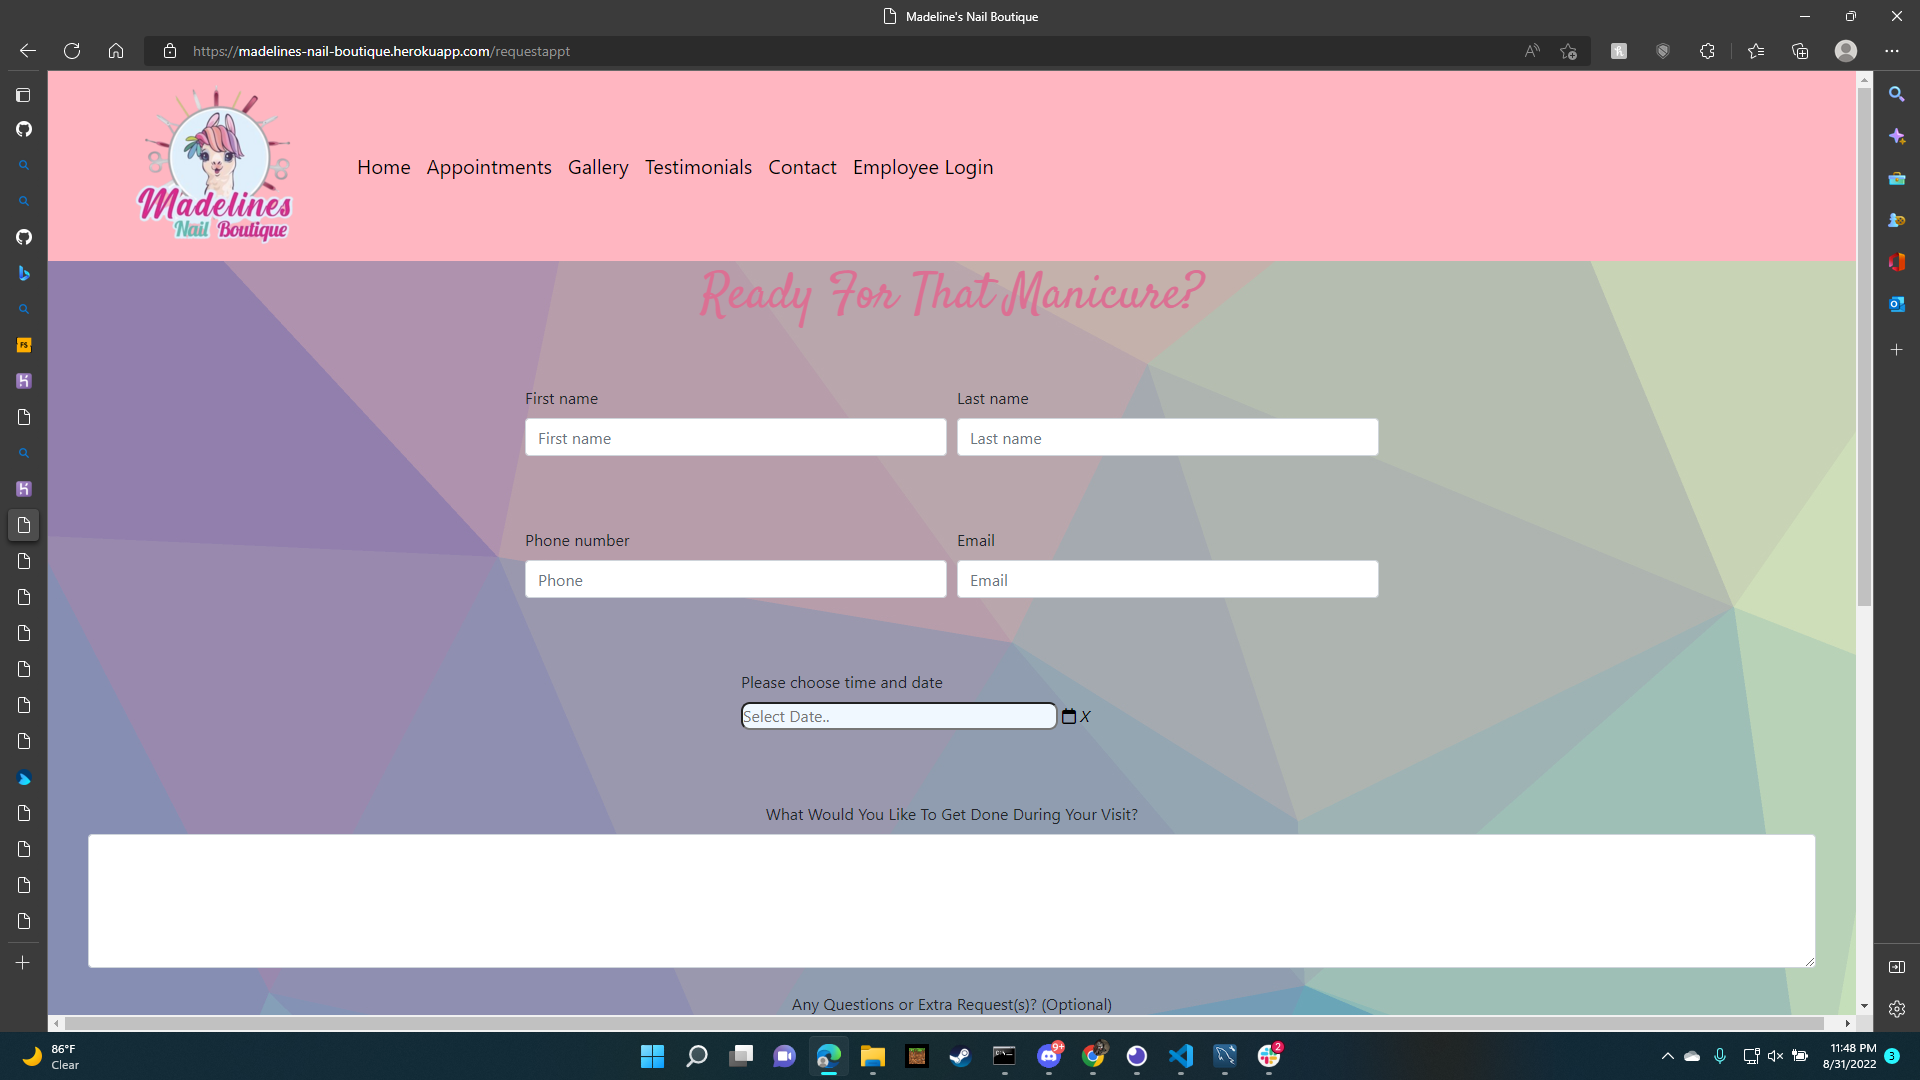 Madeline's Nail Boutique
https://madelines-nail-boutique.herokuapp.com/requestappt
Madelines
Nail Boutique
Home Appointments Gallery Testimonials Contact Employee Login
Ready For That Manicure?
First name Last name
First name Last name
Phone number Email
Phone Email
Please choose time and date
Select Date.. X
What Would You Like To Get Done During Your Visit?
Any Questions or Extra Request(s)? (Optional)
FS
86°F
Clear
9+
2
11:48 PM
8/31/2022
3